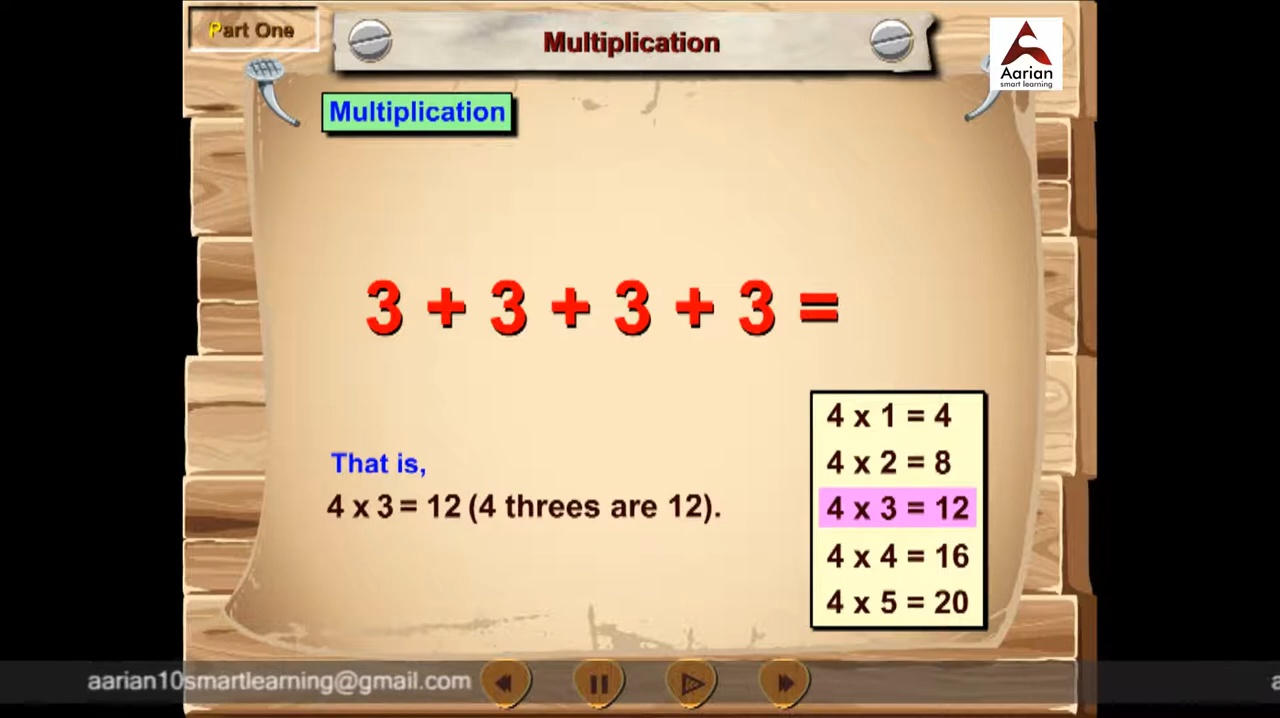 Part One
Multiplication
Aarian
smart learning
Multiplication
3 + 3 + 3 + 3 =
That is,
4 x 3 = 12 (4 threes are 12).
4 x 1 = 4
4 x 2 = 8
4 x 3 = 12
4 x 4 = 16
4 x 5 = 20
aarian10smartlearning@gmail.com